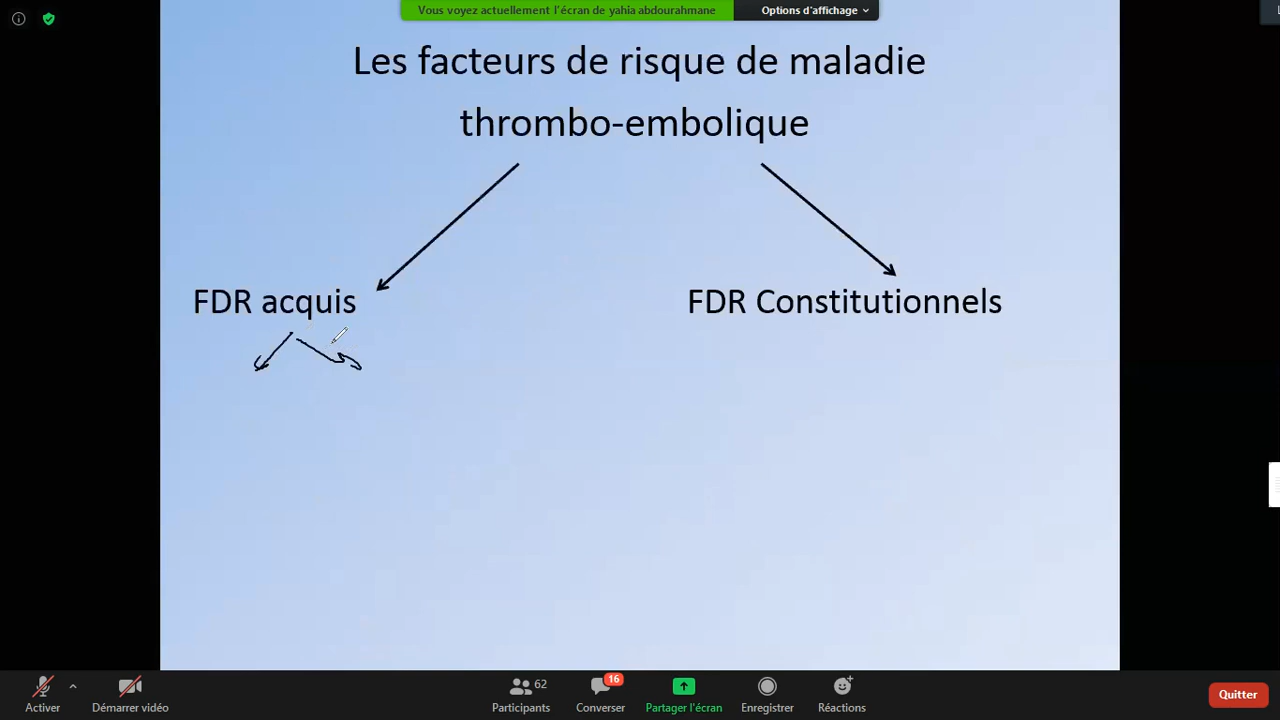 Vous voyez actuellement l'écran de yahia abdourahmane
Options d'affichage
Les facteurs de risque de maladie
thrombo-embolique
FDR acquis
FDR Constitutionnels
62
16
Activer
Démarrer vidéo
Participants
Converser
Partager l'écran
Enregistrer
Réactions
Quitter